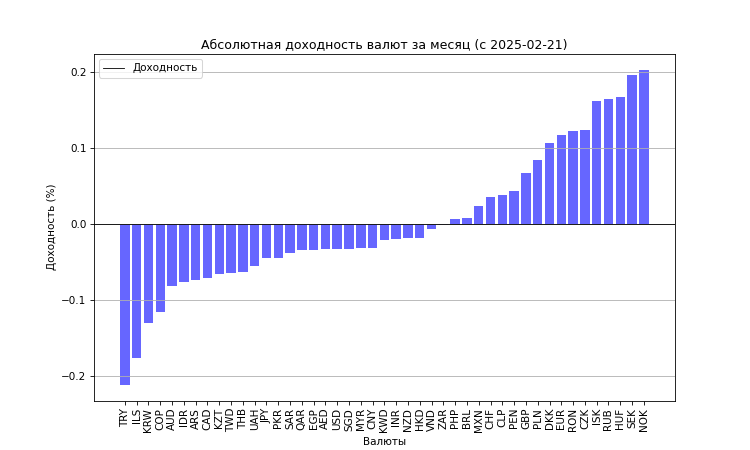 Абсолютная доходность валют за месяц (с 2025-02-21)
Доходность
0.2
0.1
0.0
−0.1
−0.2
Доходность (%)
TRY ILS KRW COP AUD IDR ARS CAD KZT TWD THB UAH JPY PKR SAR QAR EGP AED USD SGD MYR CNY KWD INR NZD HKD VND ZAR PHP BRL MXN CHF CLP PEN GBP PLN DKK EUR RON CZK ISK RUB HUF SEK NOK
Валюты